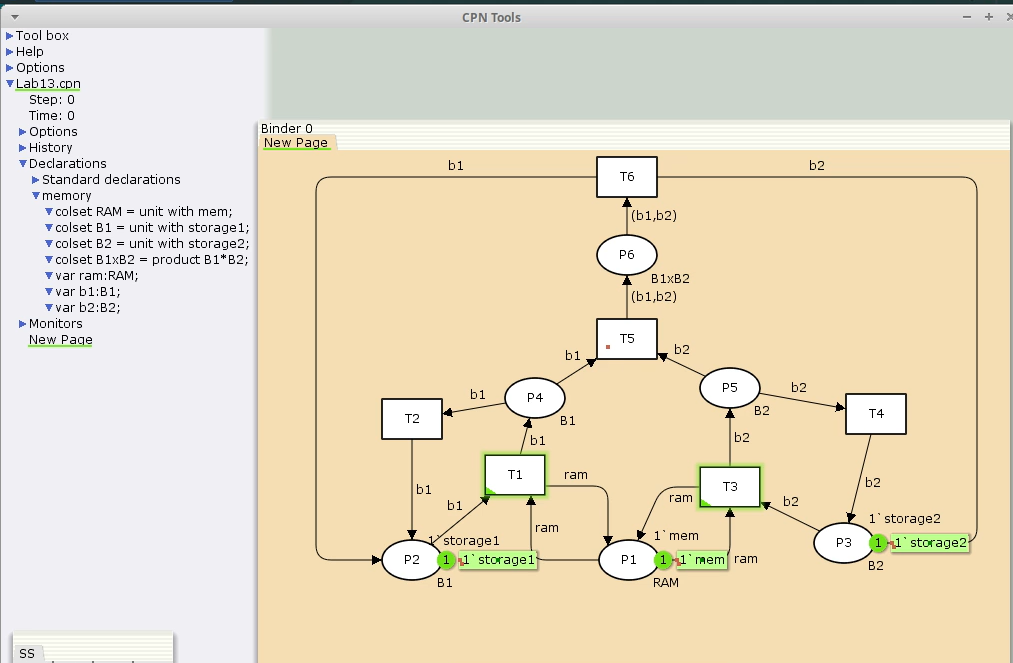 CPN Tools
Tool box
Help
Options
Lab13.cpn
Step: 0
Time: 0
Options
History
Declarations
Standard declarations
memory
colset RAM = unit with mem;
colset B1 = unit with storage1;
colset B2 = unit with storage2;
colset B1xB2 = product B1*B2;
var ram:RAM;
var b1:B1;
var b2:B2;
Monitors
New Page
SS
Binder 0
New Page
b1
T6
b2
(b1,b2)
P6
B1xB2
(b1,b2)
T5
b1
b2
b1
P4
B1
P5
B2
b2
T2
T4
b1
b2
T1
ram
ram
T3
b1
b1
b2
b2
ram
1`storage1
1`mem
1`storage2
P2
1
1`storage1
B1
P1
1
1`mem
ram
RAM
P3
1
1`storage2
B2